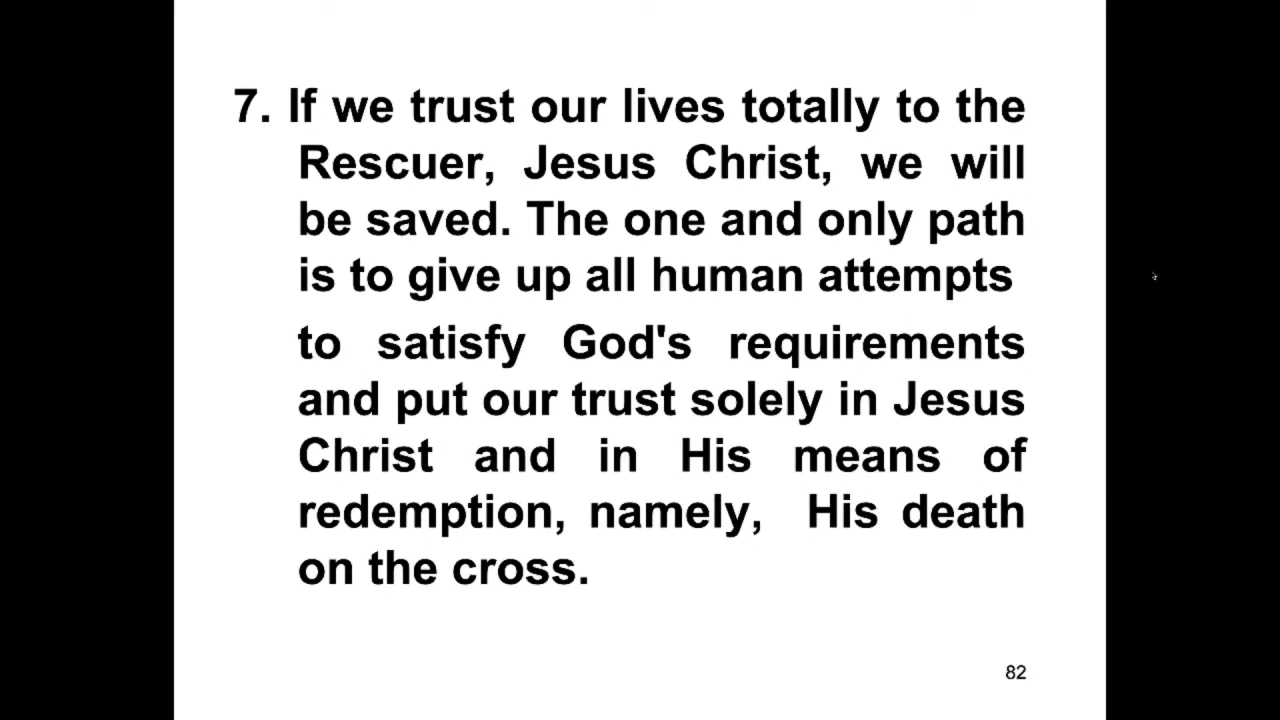 7. If we trust our lives totally to the
Rescuer, Jesus Christ, we will
be saved. The one and only path
is to give up all human attempts
to satisfy God's requirements
and put our trust solely in Jesus
Christ and in His means of
redemption, namely, His death
on the cross.
82